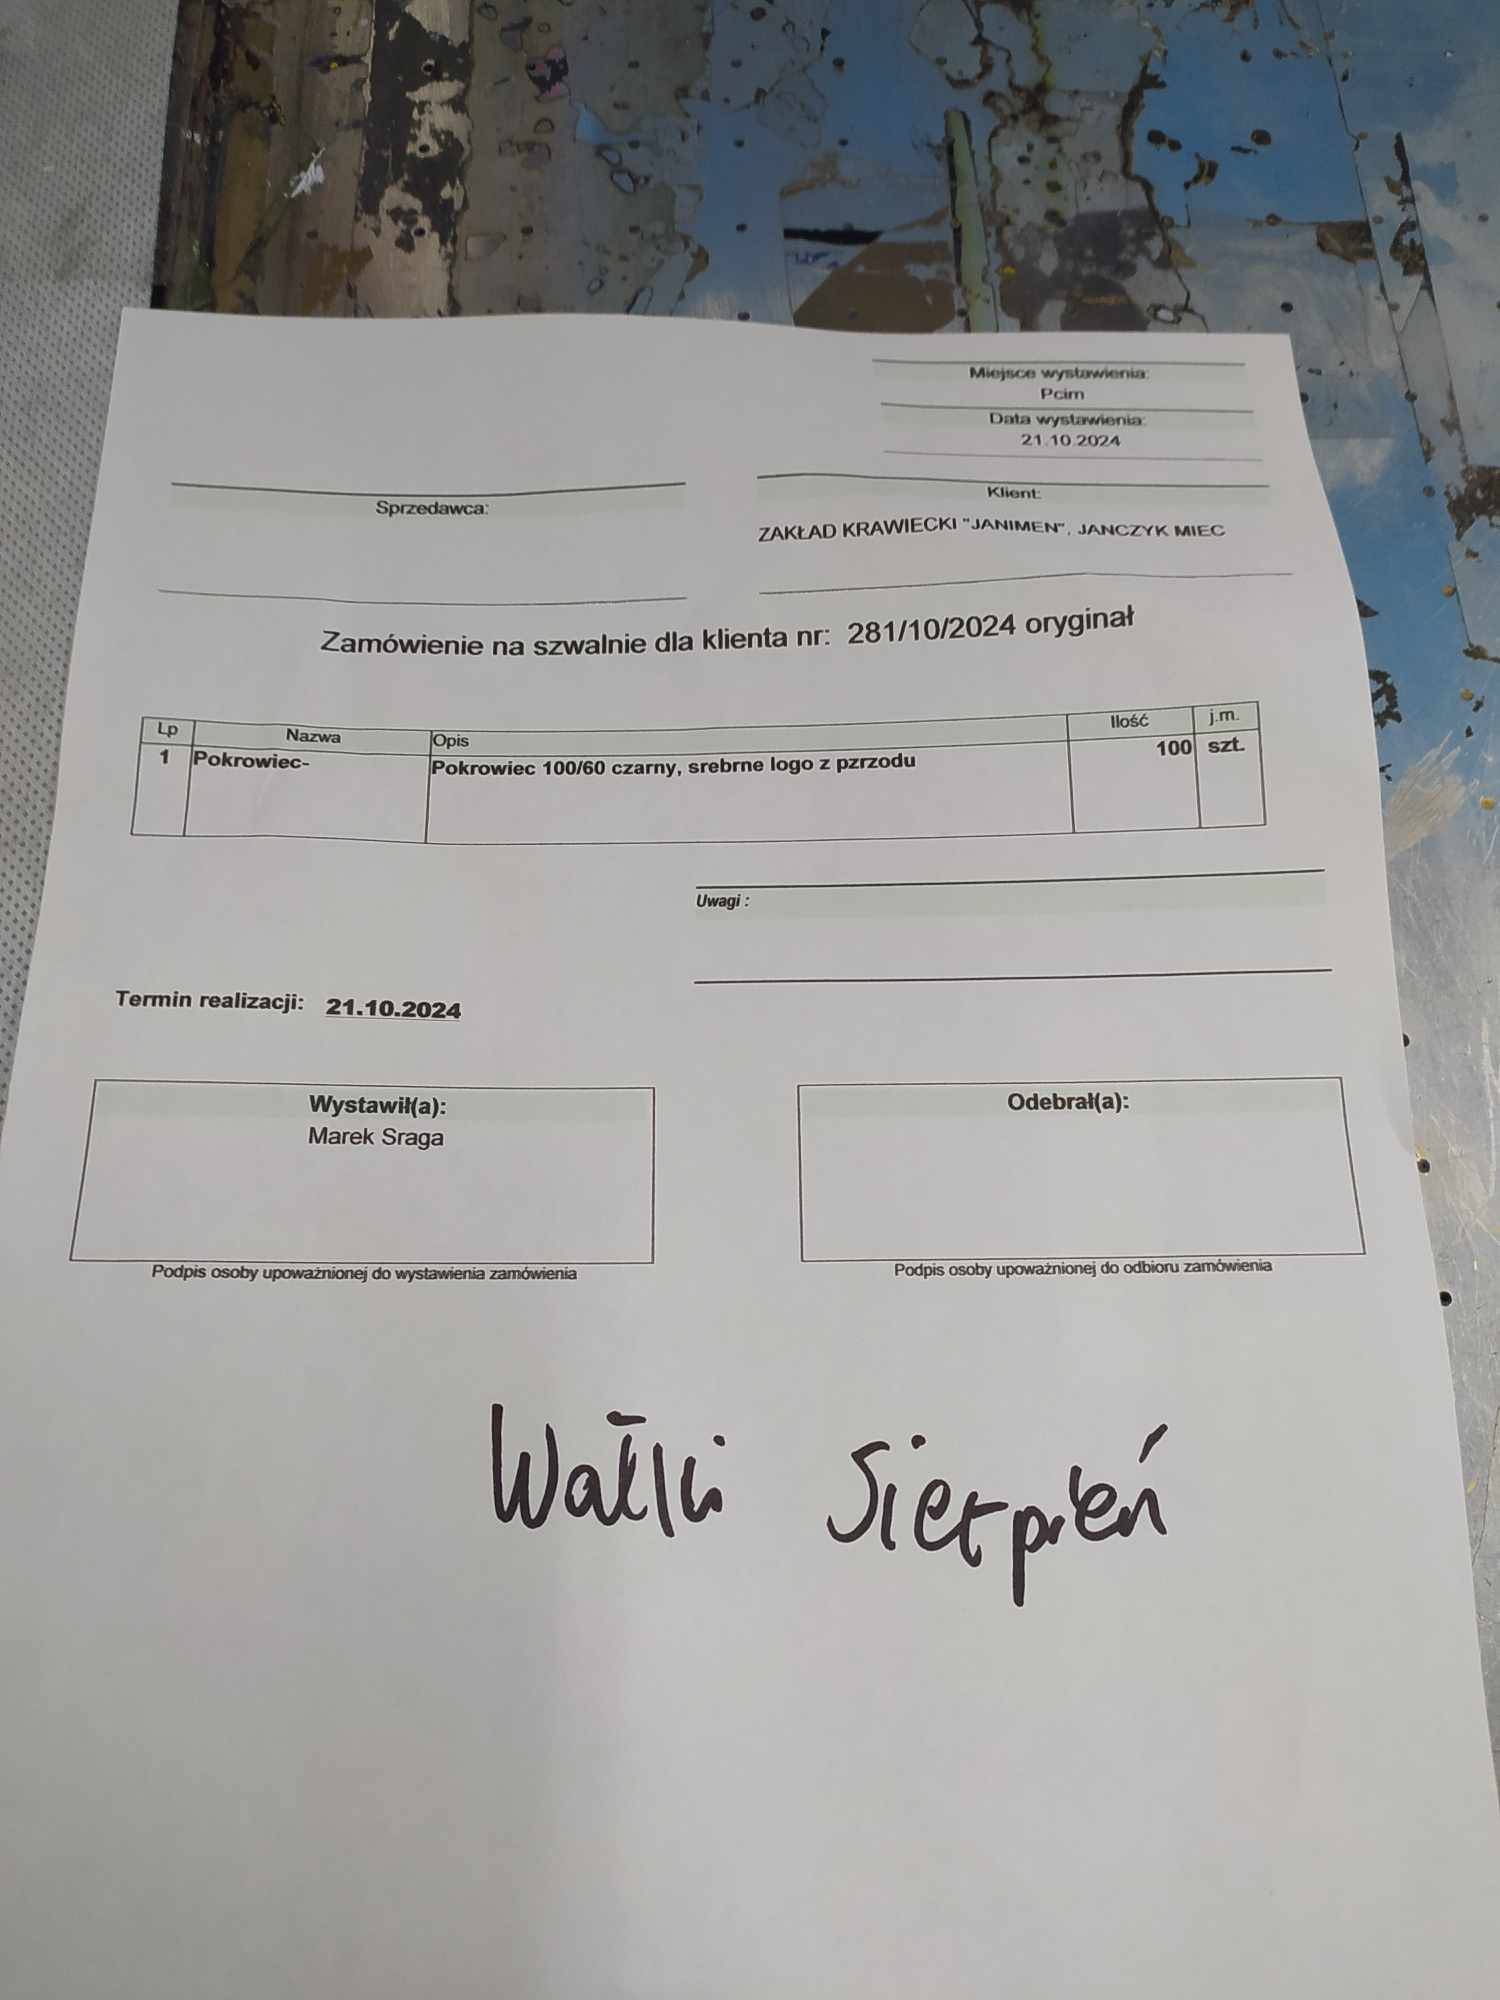 Miejsce wystawienia:
Pcim
Data wystawienia:
21.10.2024
Sprzedawca:
Klient:
ZAKŁAD KRAWIECKI "JANIMEN", JANCZYK MIEC
Zamówienie na szwalnie dla klienta nr: 281/10/2024 oryginał
Lp Nazwa Opis Ilość j.m.
1 Pokrowiec- Pokrowiec 100/60 czarny, srebrne logo z pzrzodu 100 szt.
Uwagi :
Termin realizacji: 21.10.2024
Wystawił(a):
Marek Sraga
Odebrał(a):
Podpis osoby upoważnionej do wystawienia zamówienia
Podpis osoby upoważnionej do odbioru zamówienia
Wałki Sierpień